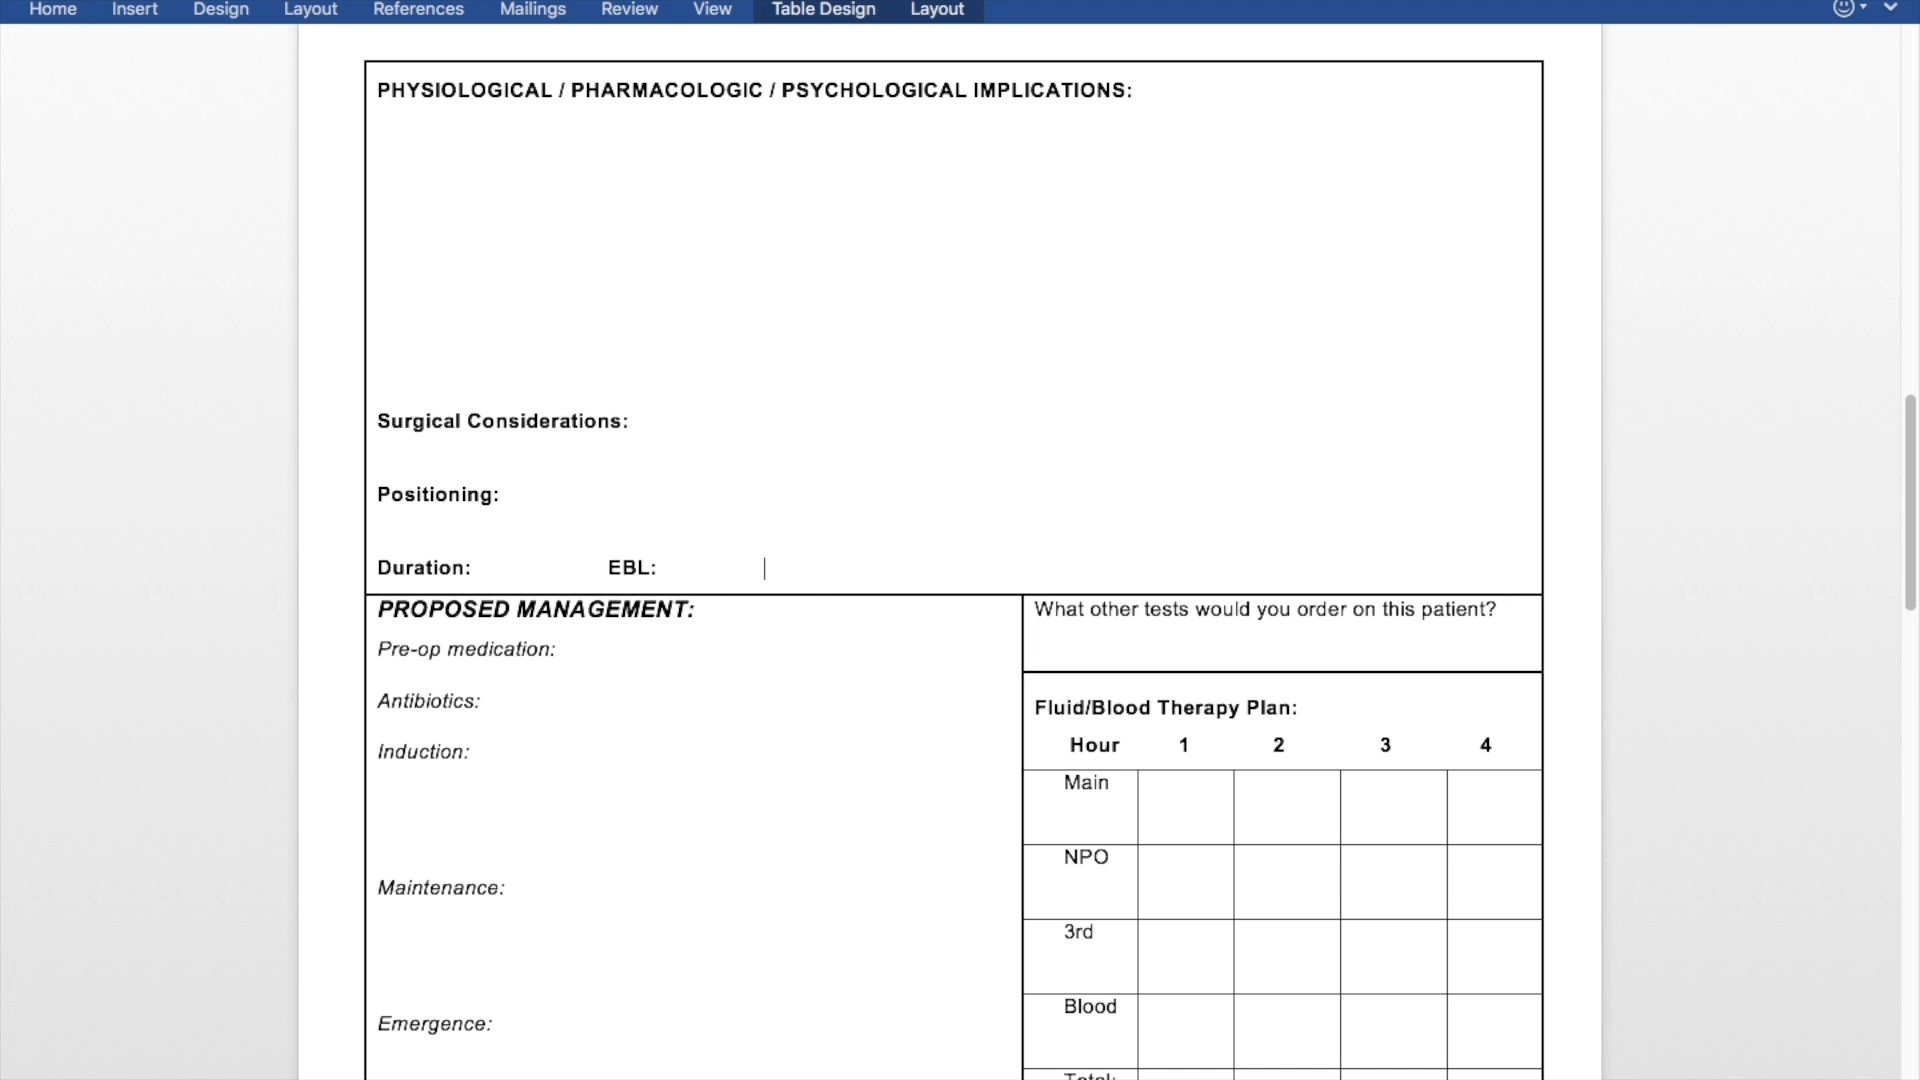 Home Insert Design Layout References Mailings Review View Table Design Layout
PHYSIOLOGICAL / PHARMACOLOGIC / PSYCHOLOGICAL IMPLICATIONS:
Surgical Considerations:
Positioning:
Duration: EBL:
PROPOSED MANAGEMENT:
Pre-op medication:
Antibiotics:
Induction:
Maintenance:
Emergence:
What other tests would you order on this patient?
Fluid/Blood Therapy Plan:
Hour 1 2 3 4
Main
NPO
3rd
Blood